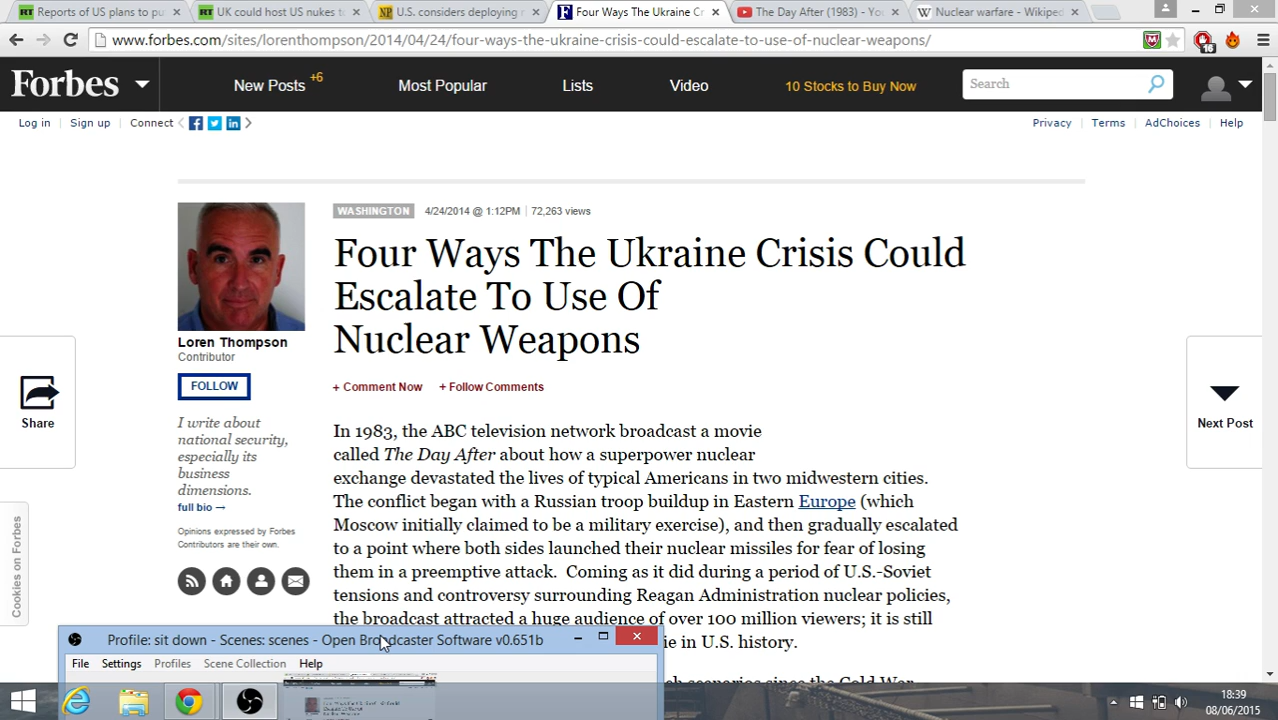 Reports of US plans to pu
UK could host US nukes t
U.S. considers deploying
Four Ways The Ukraine Cr
The Day After (1983) - Yo
Nuclear warfare - Wikiped
www.forbes.com/sites/lorenthompson/2014/04/24/four-ways-the-ukraine-crisis-could-escalate-to-use-of-nuclear-weapons/
16
Forbes
New Posts +6
Most Popular
Lists
Video
10 Stocks to Buy Now
Search
Log in
Sign up
Connect
Privacy
Terms
AdChoices
Help
WASHINGTON 4/24/2014 @ 1:12PM 72,263 views
Four Ways The Ukraine Crisis Could
Escalate To Use Of
Nuclear Weapons
Loren Thompson
Contributor
FOLLOW
+ Comment Now + Follow Comments
I write about
national security,
especially its
business
dimensions.
full bio →
Opinions expressed by Forbes
Contributors are their own.
Share
Next Post
Cookies on Forbes
In 1983, the ABC television network broadcast a movie
called The Day After about how a superpower nuclear
exchange devastated the lives of typical Americans in two midwestern cities.
The conflict began with a Russian troop buildup in Eastern Europe (which
Moscow initially claimed to be a military exercise), and then gradually escalated
to a point where both sides launched their nuclear missiles for fear of losing
them in a preemptive attack.  Coming as it did during a period of U.S.-Soviet
tensions and controversy surrounding Reagan Administration nuclear policies,
the broadcast attracted a huge audience of over 100 million viewers; it is still
ie in U.S. history.
Profile: sit down - Scenes: scenes - Open Broadcaster Software v0.651b
File Settings Profiles Scene Collection Help
18:39
08/06/2015